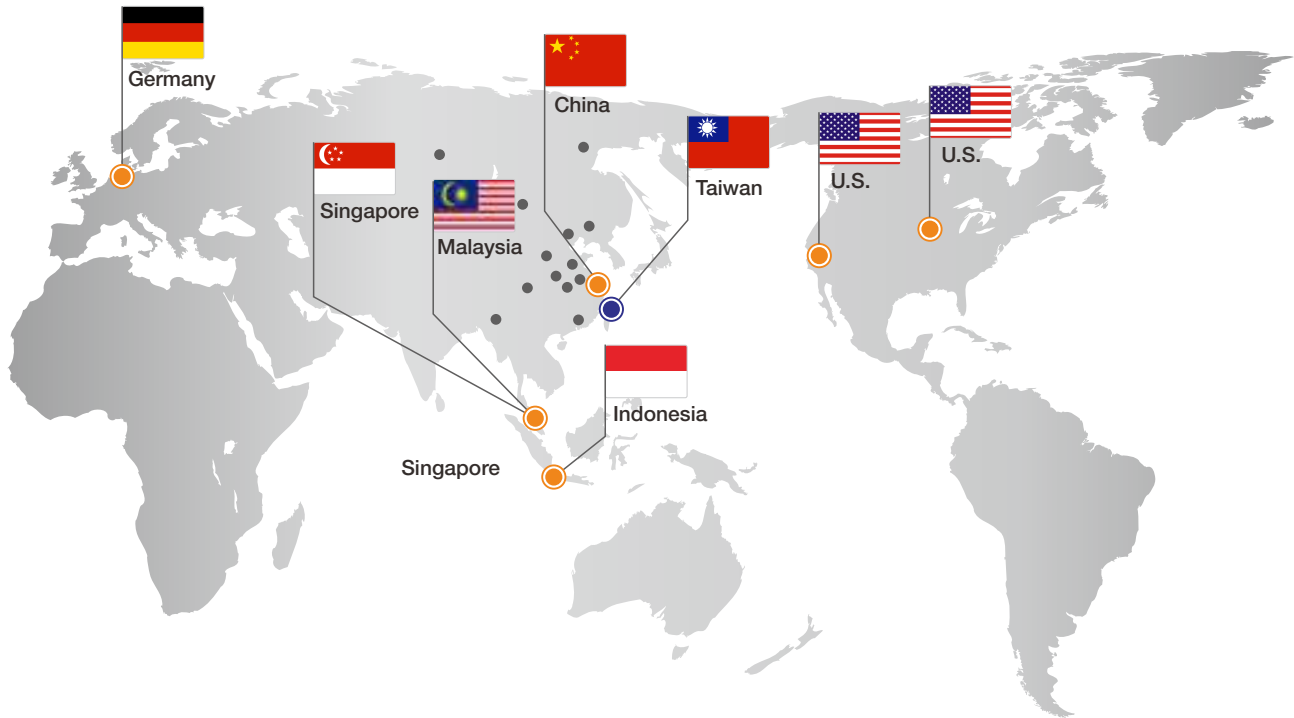 Germany
China
U.S.
U.S.
Taiwan
Singapore
Malaysia
Indonesia
Singapore